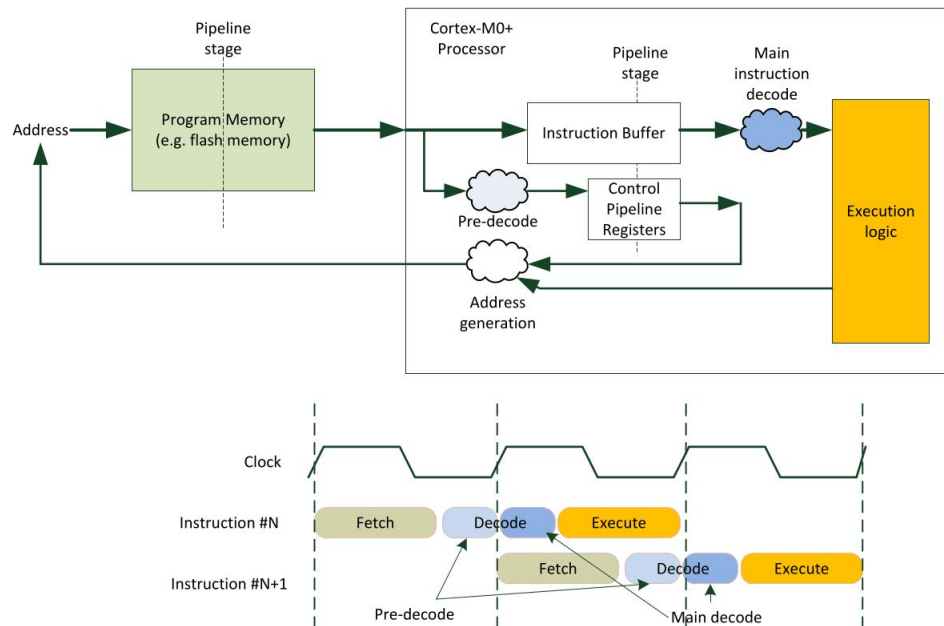 Pipeline
stage
Cortex-M0+
Processor
Pipeline
stage
Main
instruction
decode
Address
Program Memory
(e.g. flash memory)
Instruction Buffer
Pre-decode
Control
Pipeline
Registers
Execution
logic
Address
generation
Clock
Instruction #N
Fetch
Decode
Execute
Instruction #N+1
Fetch
Decode
Execute
Pre-decode
Main decode